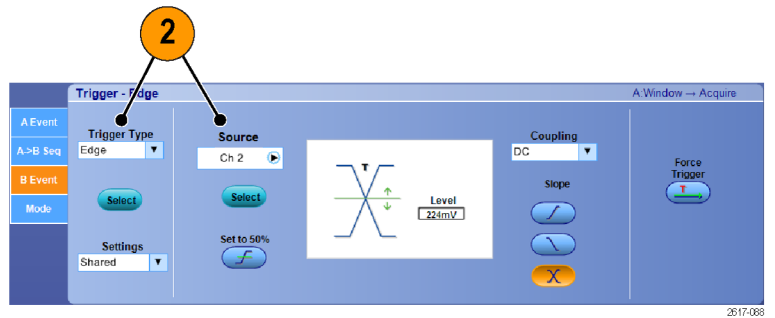 2
Trigger - Edge
A:Window → Acquire
A Event
A->B Seq
B Event
Mode
Trigger Type
Edge
Select
Settings
Shared
Source
Ch 2
Select
Set to 50%
T
Level
224mV
Coupling
DC
Slope
Force
Trigger
T
2617-088